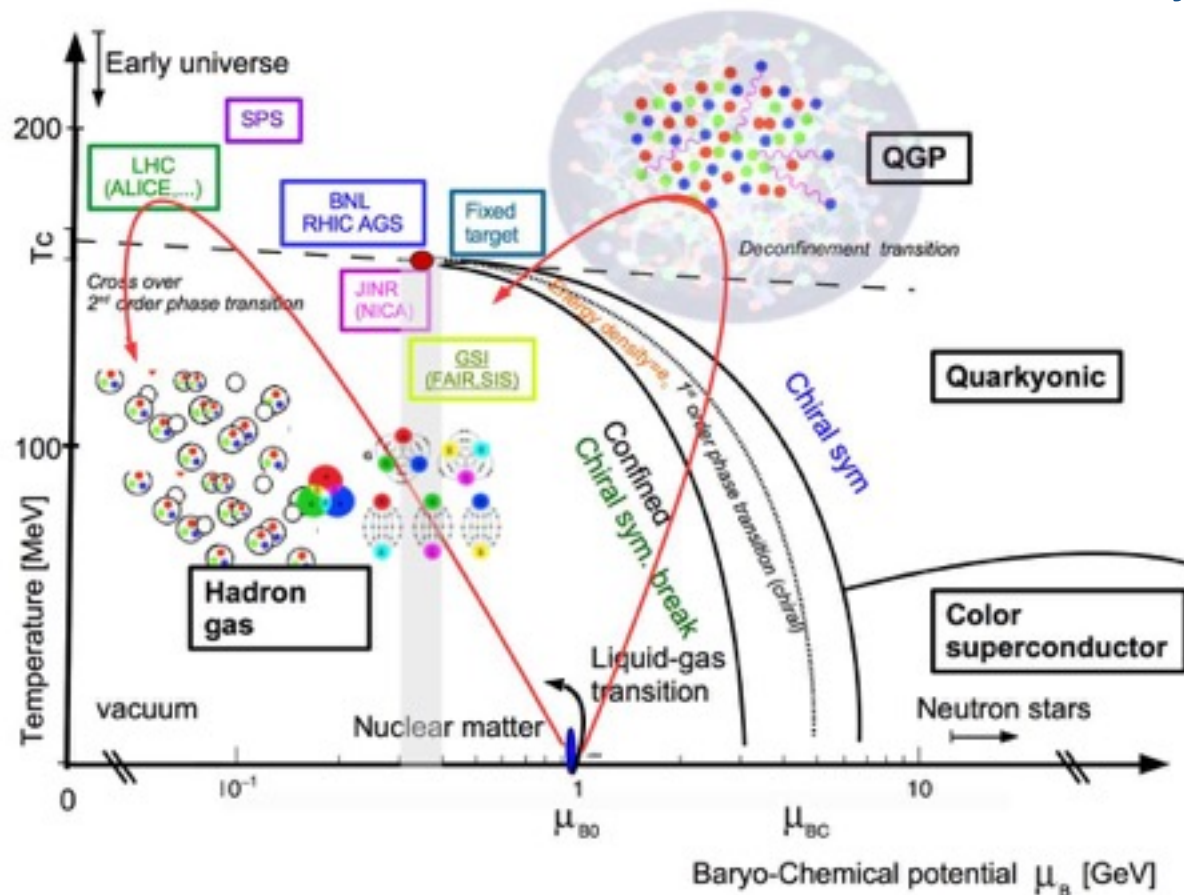 Early universe
SPS
200
LHC
(ALICE,...)
QGP
BNL
RHIC AGS
Fixed
target
Tc
Deconfinement transition
Cross over
2nd order phase transition
JINR
(NICA)
Energy density=ε
GSI
(FAIR,SIS)
Quarkyonic
1st order phase transition (chiral)
Chiral sym
100
Confined
Chiral sym. break
Temperature [MeV]
Hadron
gas
Color
superconductor
Liquid-gas
transition
vacuum
Nuclear matter
Neutron stars
0
10⁻¹
1
10
μB0
μBC
Baryo-Chemical potential μB [GeV]